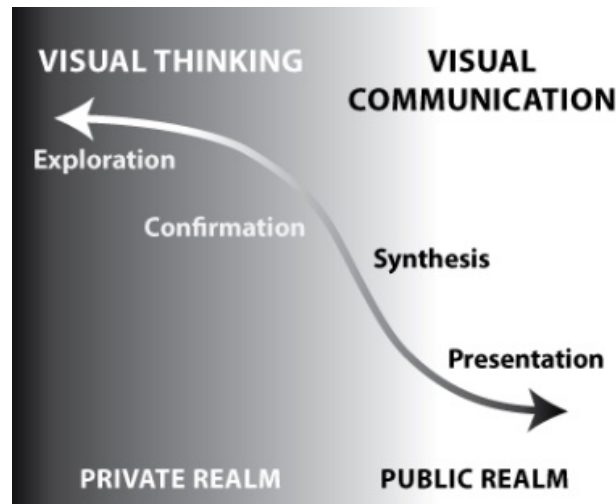 VISUAL THINKING
VISUAL
COMMUNICATION
Exploration
Confirmation
Synthesis
Presentation
PRIVATE REALM
PUBLIC REALM